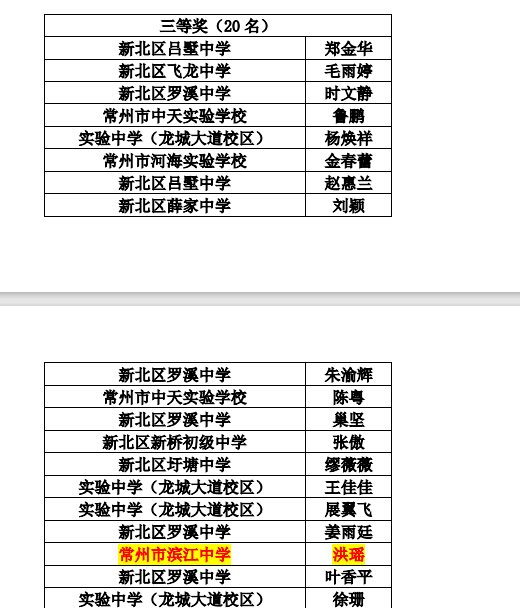 三等奖（20 名）
新北区吕墅中学 郑金华
新北区飞龙中学 毛雨婷
新北区罗溪中学 时文静
常州市中天实验学校 鲁鹏
实验中学（龙城大道校区） 杨焕祥
常州市河海实验学校 金春蕾
新北区吕墅中学 赵惠兰
新北区薛家中学 刘颖
新北区罗溪中学 朱渝辉
常州市中天实验学校 陈粤
新北区罗溪中学 巢坚
新北区新桥初级中学 张傲
新北区圩塘中学 缪薇薇
实验中学（龙城大道校区） 王佳佳
实验中学（龙城大道校区） 展翼飞
新北区罗溪中学 姜雨廷
常州市滨江中学 洪瑶
新北区罗溪中学 叶香平
实验中学（龙城大道校区） 徐珊